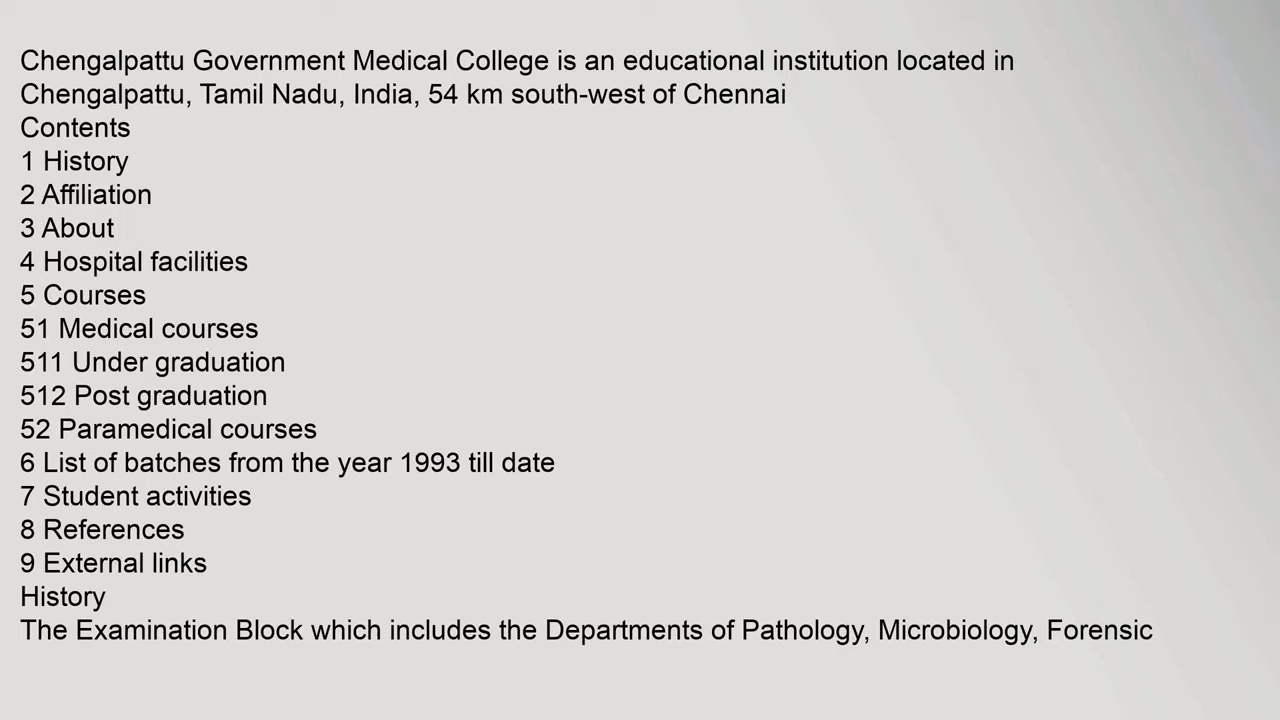 Chengalpattu Government Medical College is an educational institution located in
Chengalpattu, Tamil Nadu, India, 54 km south-west of Chennai
Contents
1 History
2 Affiliation
3 About
4 Hospital facilities
5 Courses
51 Medical courses
511 Under graduation
512 Post graduation
52 Paramedical courses
6 List of batches from the year 1993 till date
7 Student activities
8 References
9 External links
History
The Examination Block which includes the Departments of Pathology, Microbiology, Forensic